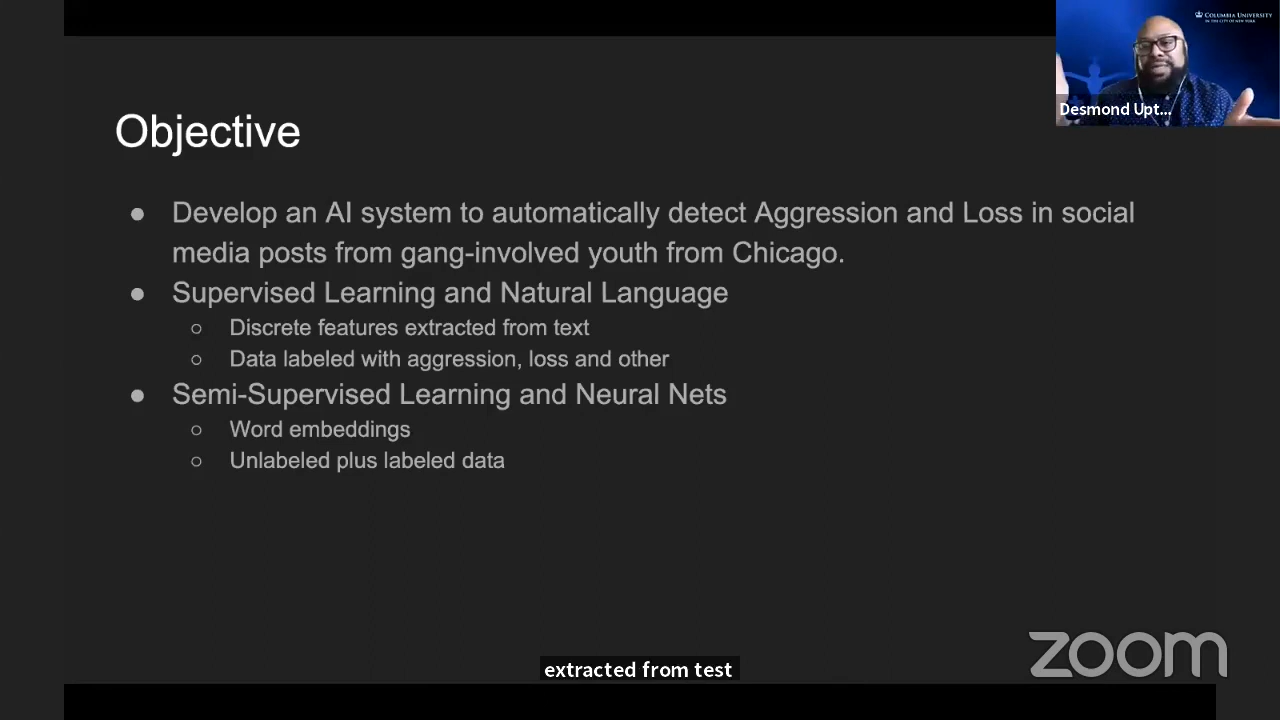 COLUMBIA UNIVERSITY
IN THE CITY OF NEW YORK
Desmond Upt...
Objective
● Develop an AI system to automatically detect Aggression and Loss in social
media posts from gang-involved youth from Chicago.
● Supervised Learning and Natural Language
○ Discrete features extracted from text
○ Data labeled with aggression, loss and other
● Semi-Supervised Learning and Neural Nets
○ Word embeddings
○ Unlabeled plus labeled data
extracted from test
zoom